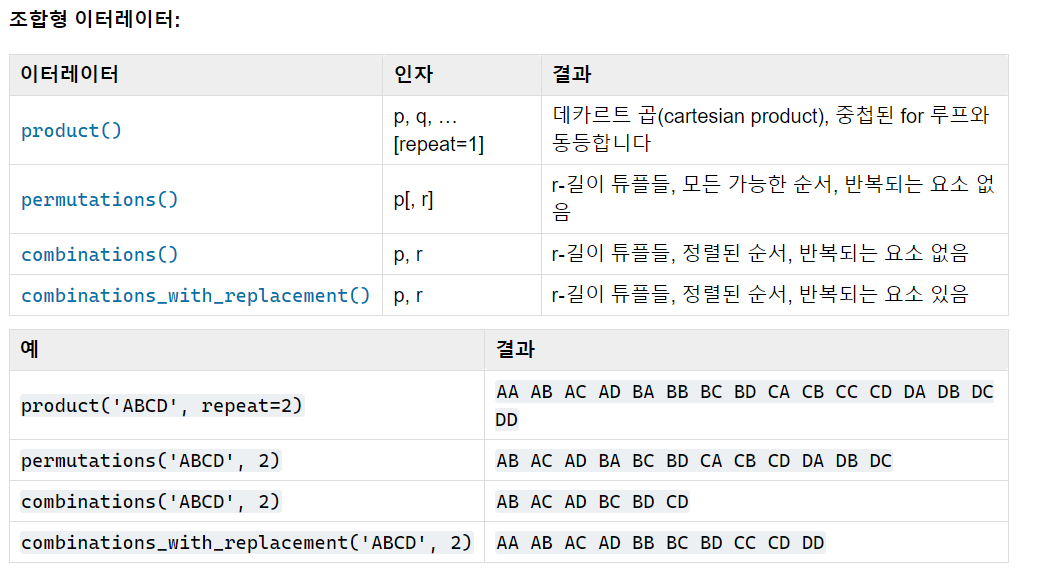 조합형 이터레이터:
이터레이터 인자 결과
product() p, q, … [repeat=1] 데카르트 곱(cartesian product), 중첩된 for 루프와 동등합니다
permutations() p[, r] r-길이 튜플들, 모든 가능한 순서, 반복되는 요소 없음
combinations() p, r r-길이 튜플들, 정렬된 순서, 반복되는 요소 없음
combinations_with_replacement() p, r r-길이 튜플들, 정렬된 순서, 반복되는 요소 있음
예 결과
product('ABCD', repeat=2) AA AB AC AD BA BB BC BD CA CB CC CD DA DB DC DD
permutations('ABCD', 2) AB AC AD BA BC BD CA CB CD DA DB DC
combinations('ABCD', 2) AB AC AD BC BD CD
combinations_with_replacement('ABCD', 2) AA AB AC AD BB BC BD CC CD DD